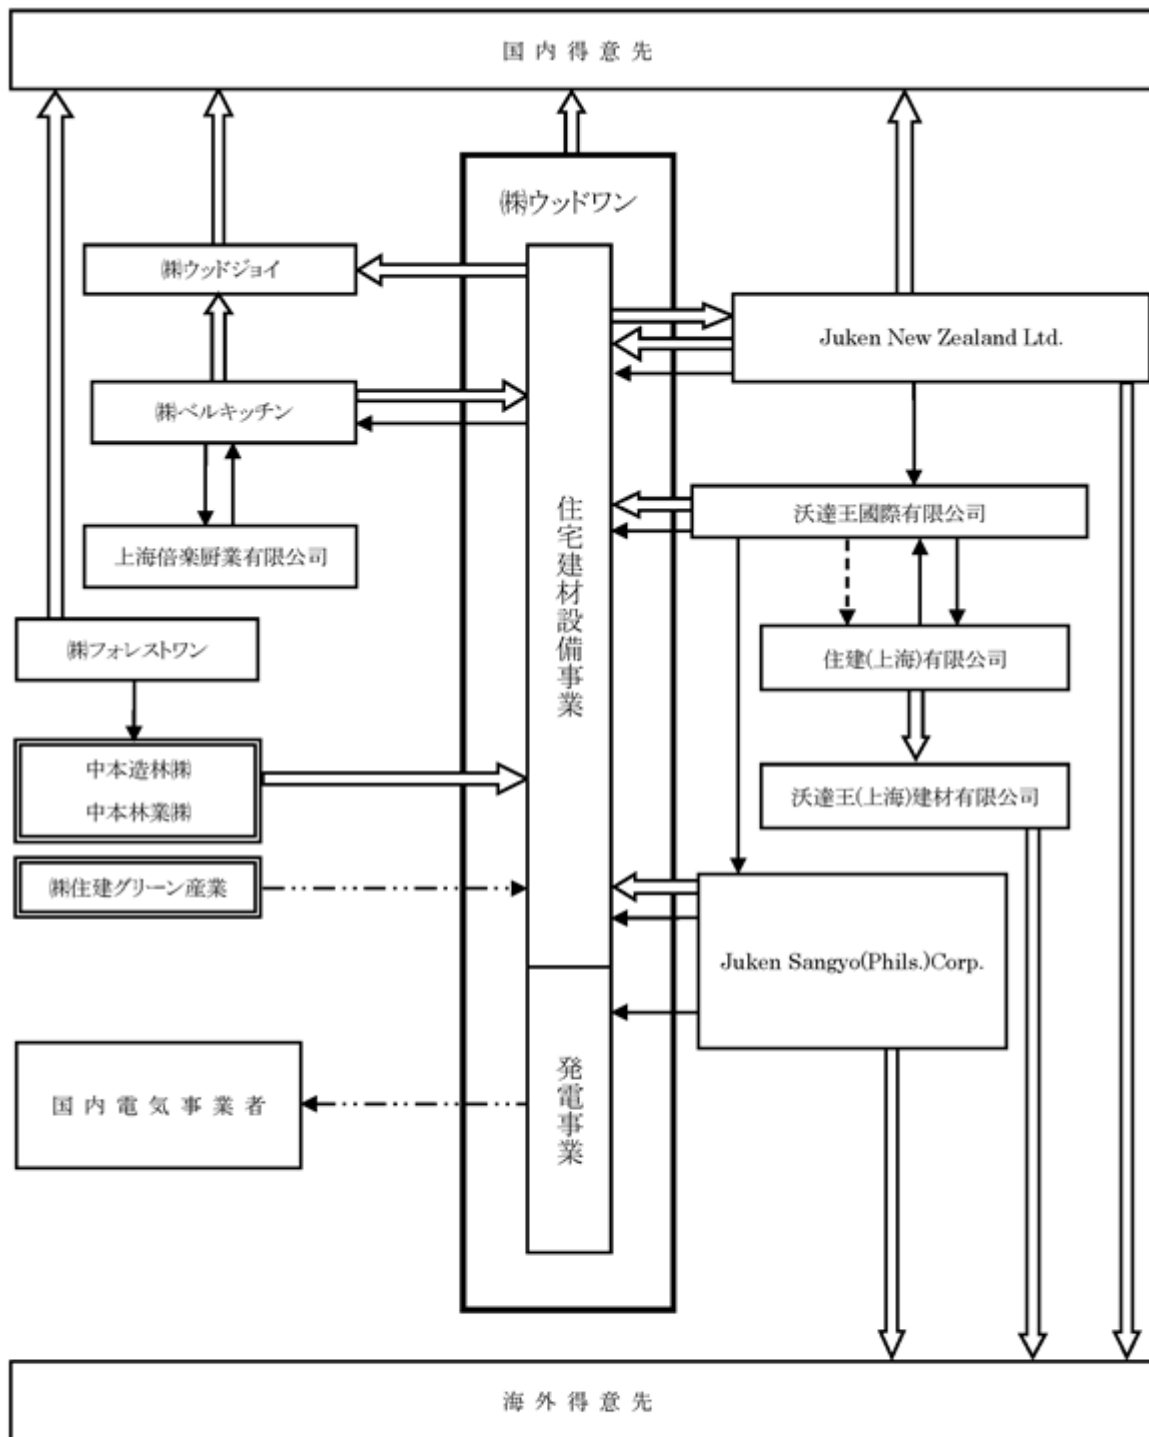 国内得意先
㈱ウッドワン
㈱ウッドジョイ
Juken New Zealand Ltd.
㈱ベルキッチン
住宅建材設備事業
沃達王國際有限公司
上海倍楽厨業有限公司
㈱フォレストワン
住建(上海)有限公司
中本造林㈱
中本林業㈱
沃達王(上海)建材有限公司
㈱住建グリーン産業
Juken Sangyo(Phils.)Corp.
発電事業
国内電気事業者
海外得意先